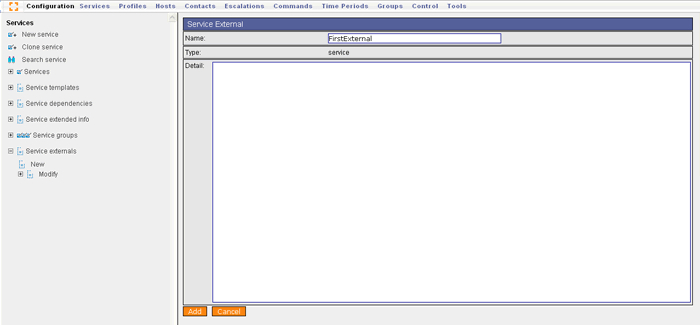 Configuration Services Profiles Hosts Contacts Escalations Commands Time Periods Groups Control Tools
Services
New service
Clone service
Search service
Services
Service templates
Service dependencies
Service extended info
Service groups
Service externals
New
Modify
Service External
Name: FirstExternal
Type: service
Detail:
Add Cancel